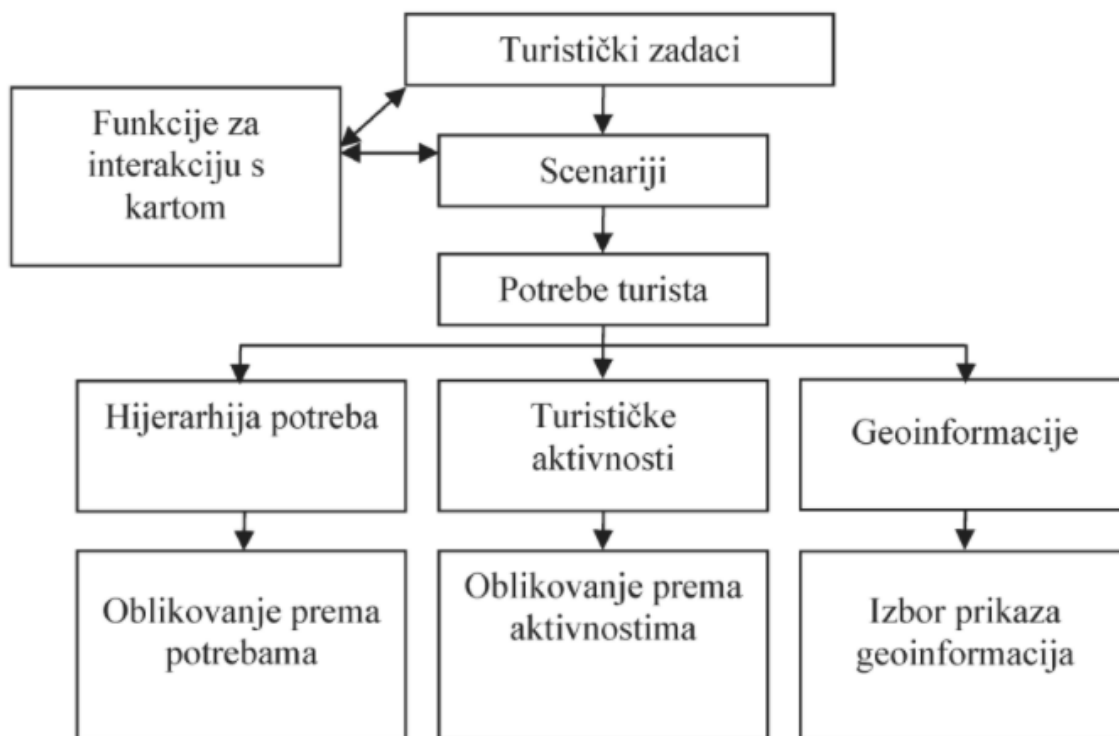 Turistički zadaci
Funkcije za
interakciju s
kartom
Scenariji
Potrebe turista
Hijerarhija potreba
Turističke
aktivnosti
Geoinformacije
Oblikovanje prema
potrebama
Oblikovanje prema
aktivnostima
Izbor prikaza
geoinformacija